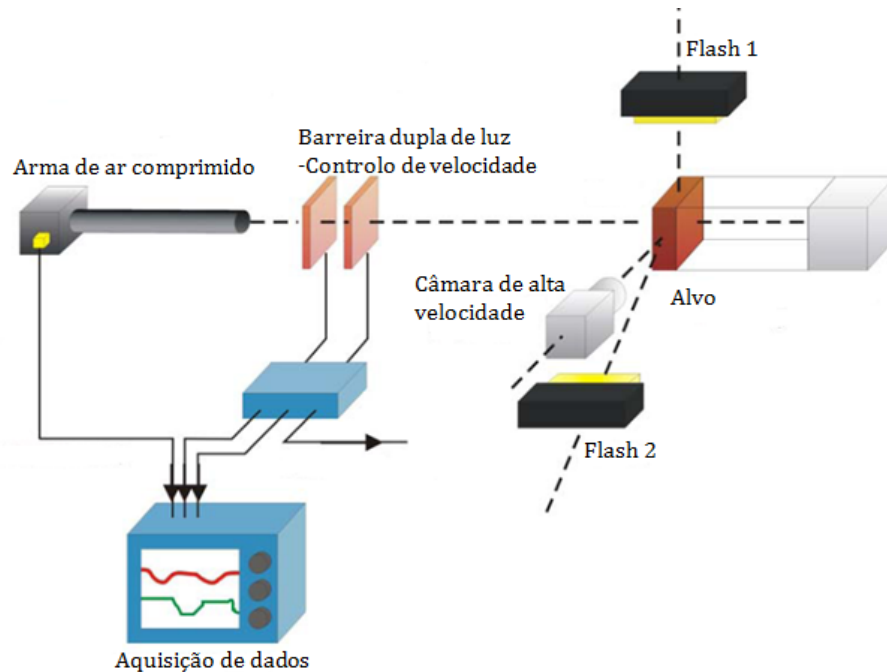 Flash 1
Barreira dupla de luz
-Controlo de velocidade
Arma de ar comprimido
Câmara de alta
velocidade
Alvo
Flash 2
Aquisição de dados